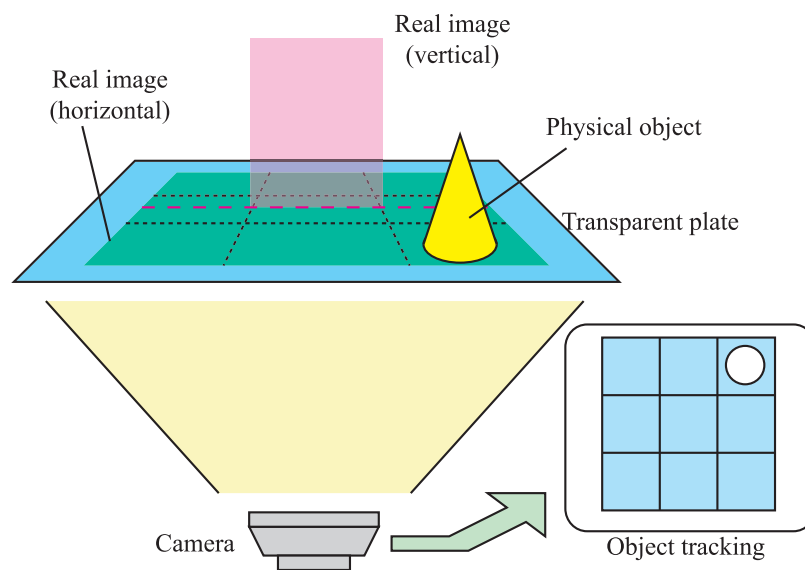 Real image
(vertical)
Real image
(horizontal)
Physical object
Transparent plate
Camera
Object tracking